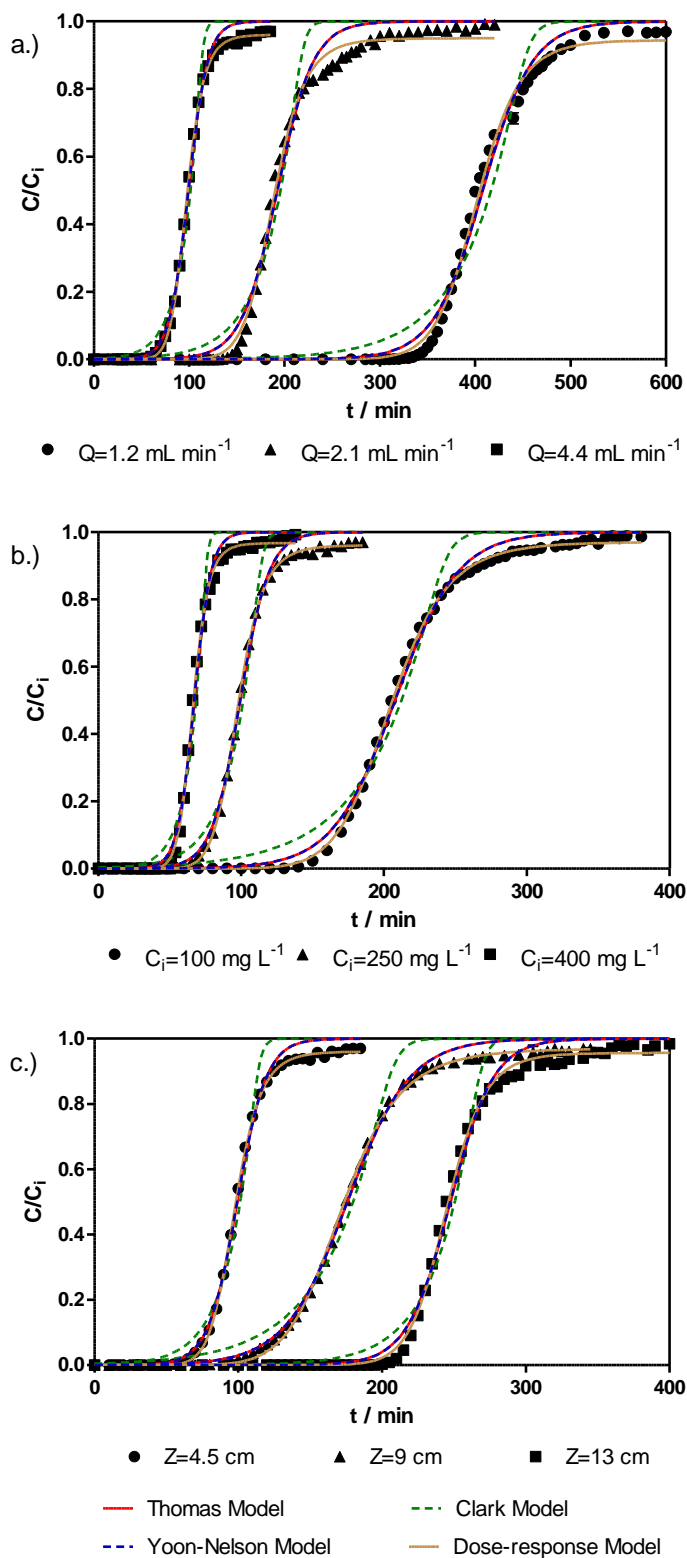 a.)
1.0
0.8
0.6
0.4
0.2
0.0
C/Ci
0 100 200 300 400 500 600
t / min
Q=1.2 mL min-1 Q=2.1 mL min-1 Q=4.4 mL min-1
b.)
1.0
0.8
0.6
0.4
0.2
0.0
C/Ci
0 100 200 300 400
t / min
Ci=100 mg L-1 Ci=250 mg L-1 Ci=400 mg L-1
c.)
1.0
0.8
0.6
0.4
0.2
0.0
C/Ci
0 100 200 300 400
t / min
Z=4.5 cm Z=9 cm Z=13 cm
Thomas Model Clark Model
Yoon-Nelson Model Dose-response Model